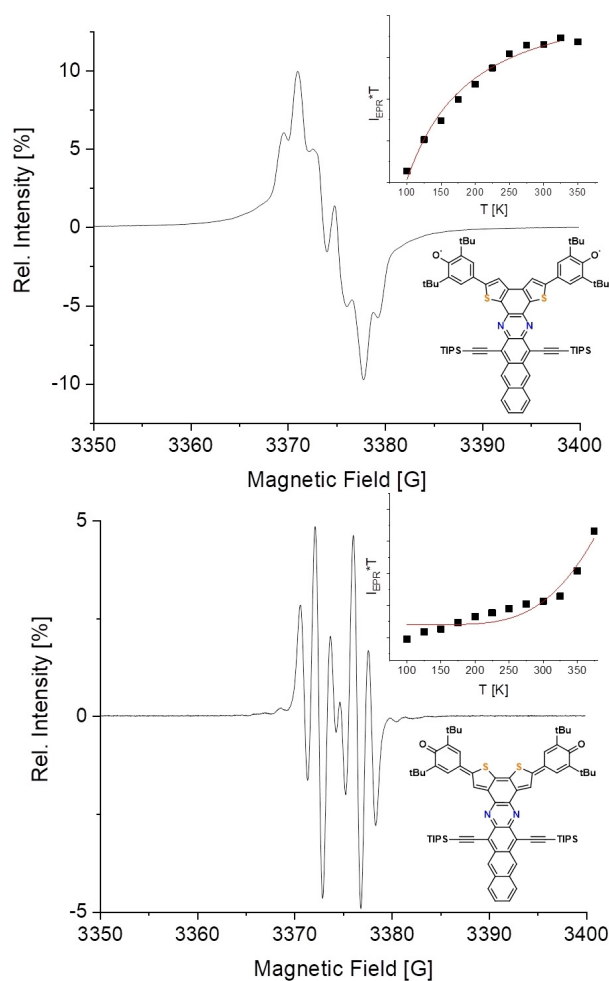 Rel. Intensity [%]
10
5
0
-5
-10
3350 3360 3370 3380 3390 3400
Magnetic Field [G]
I_EPR*T
100 150 200 250 300 350
T [K]
O· tBu tBu O·
tBu S S tBu
N N
TIPS TIPS
Rel. Intensity [%]
5
0
-5
3350 3360 3370 3380 3390 3400
Magnetic Field [G]
I_EPR*T
100 150 200 250 300 350
T [K]
tBu tBu
O S S O
tBu tBu
N N
TIPS TIPS